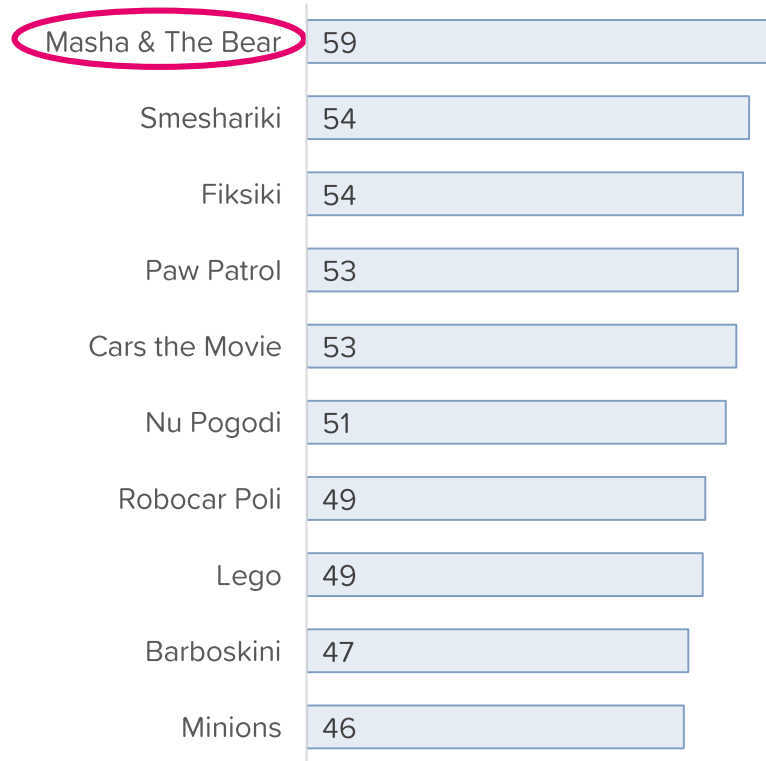 Masha & The Bear 59
Smeshariki 54
Fiksiki 54
Paw Patrol 53
Cars the Movie 53
Nu Pogodi 51
Robocar Poli 49
Lego 49
Barboskini 47
Minions 46